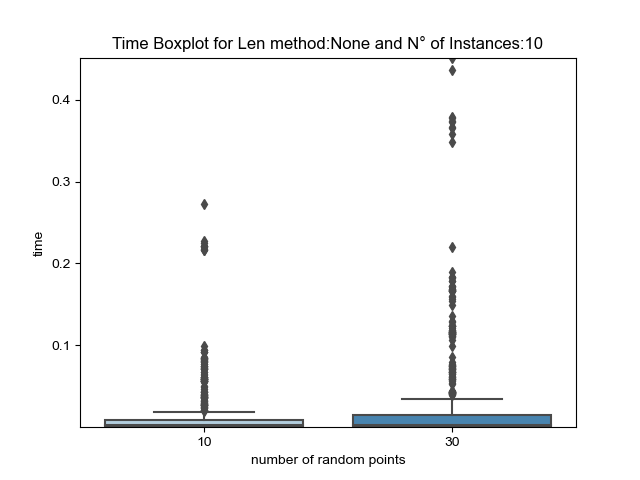 Time Boxplot for Len method:None and N° of Instances:10
0.4
0.3
0.2
0.1
time
10
30
number of random points